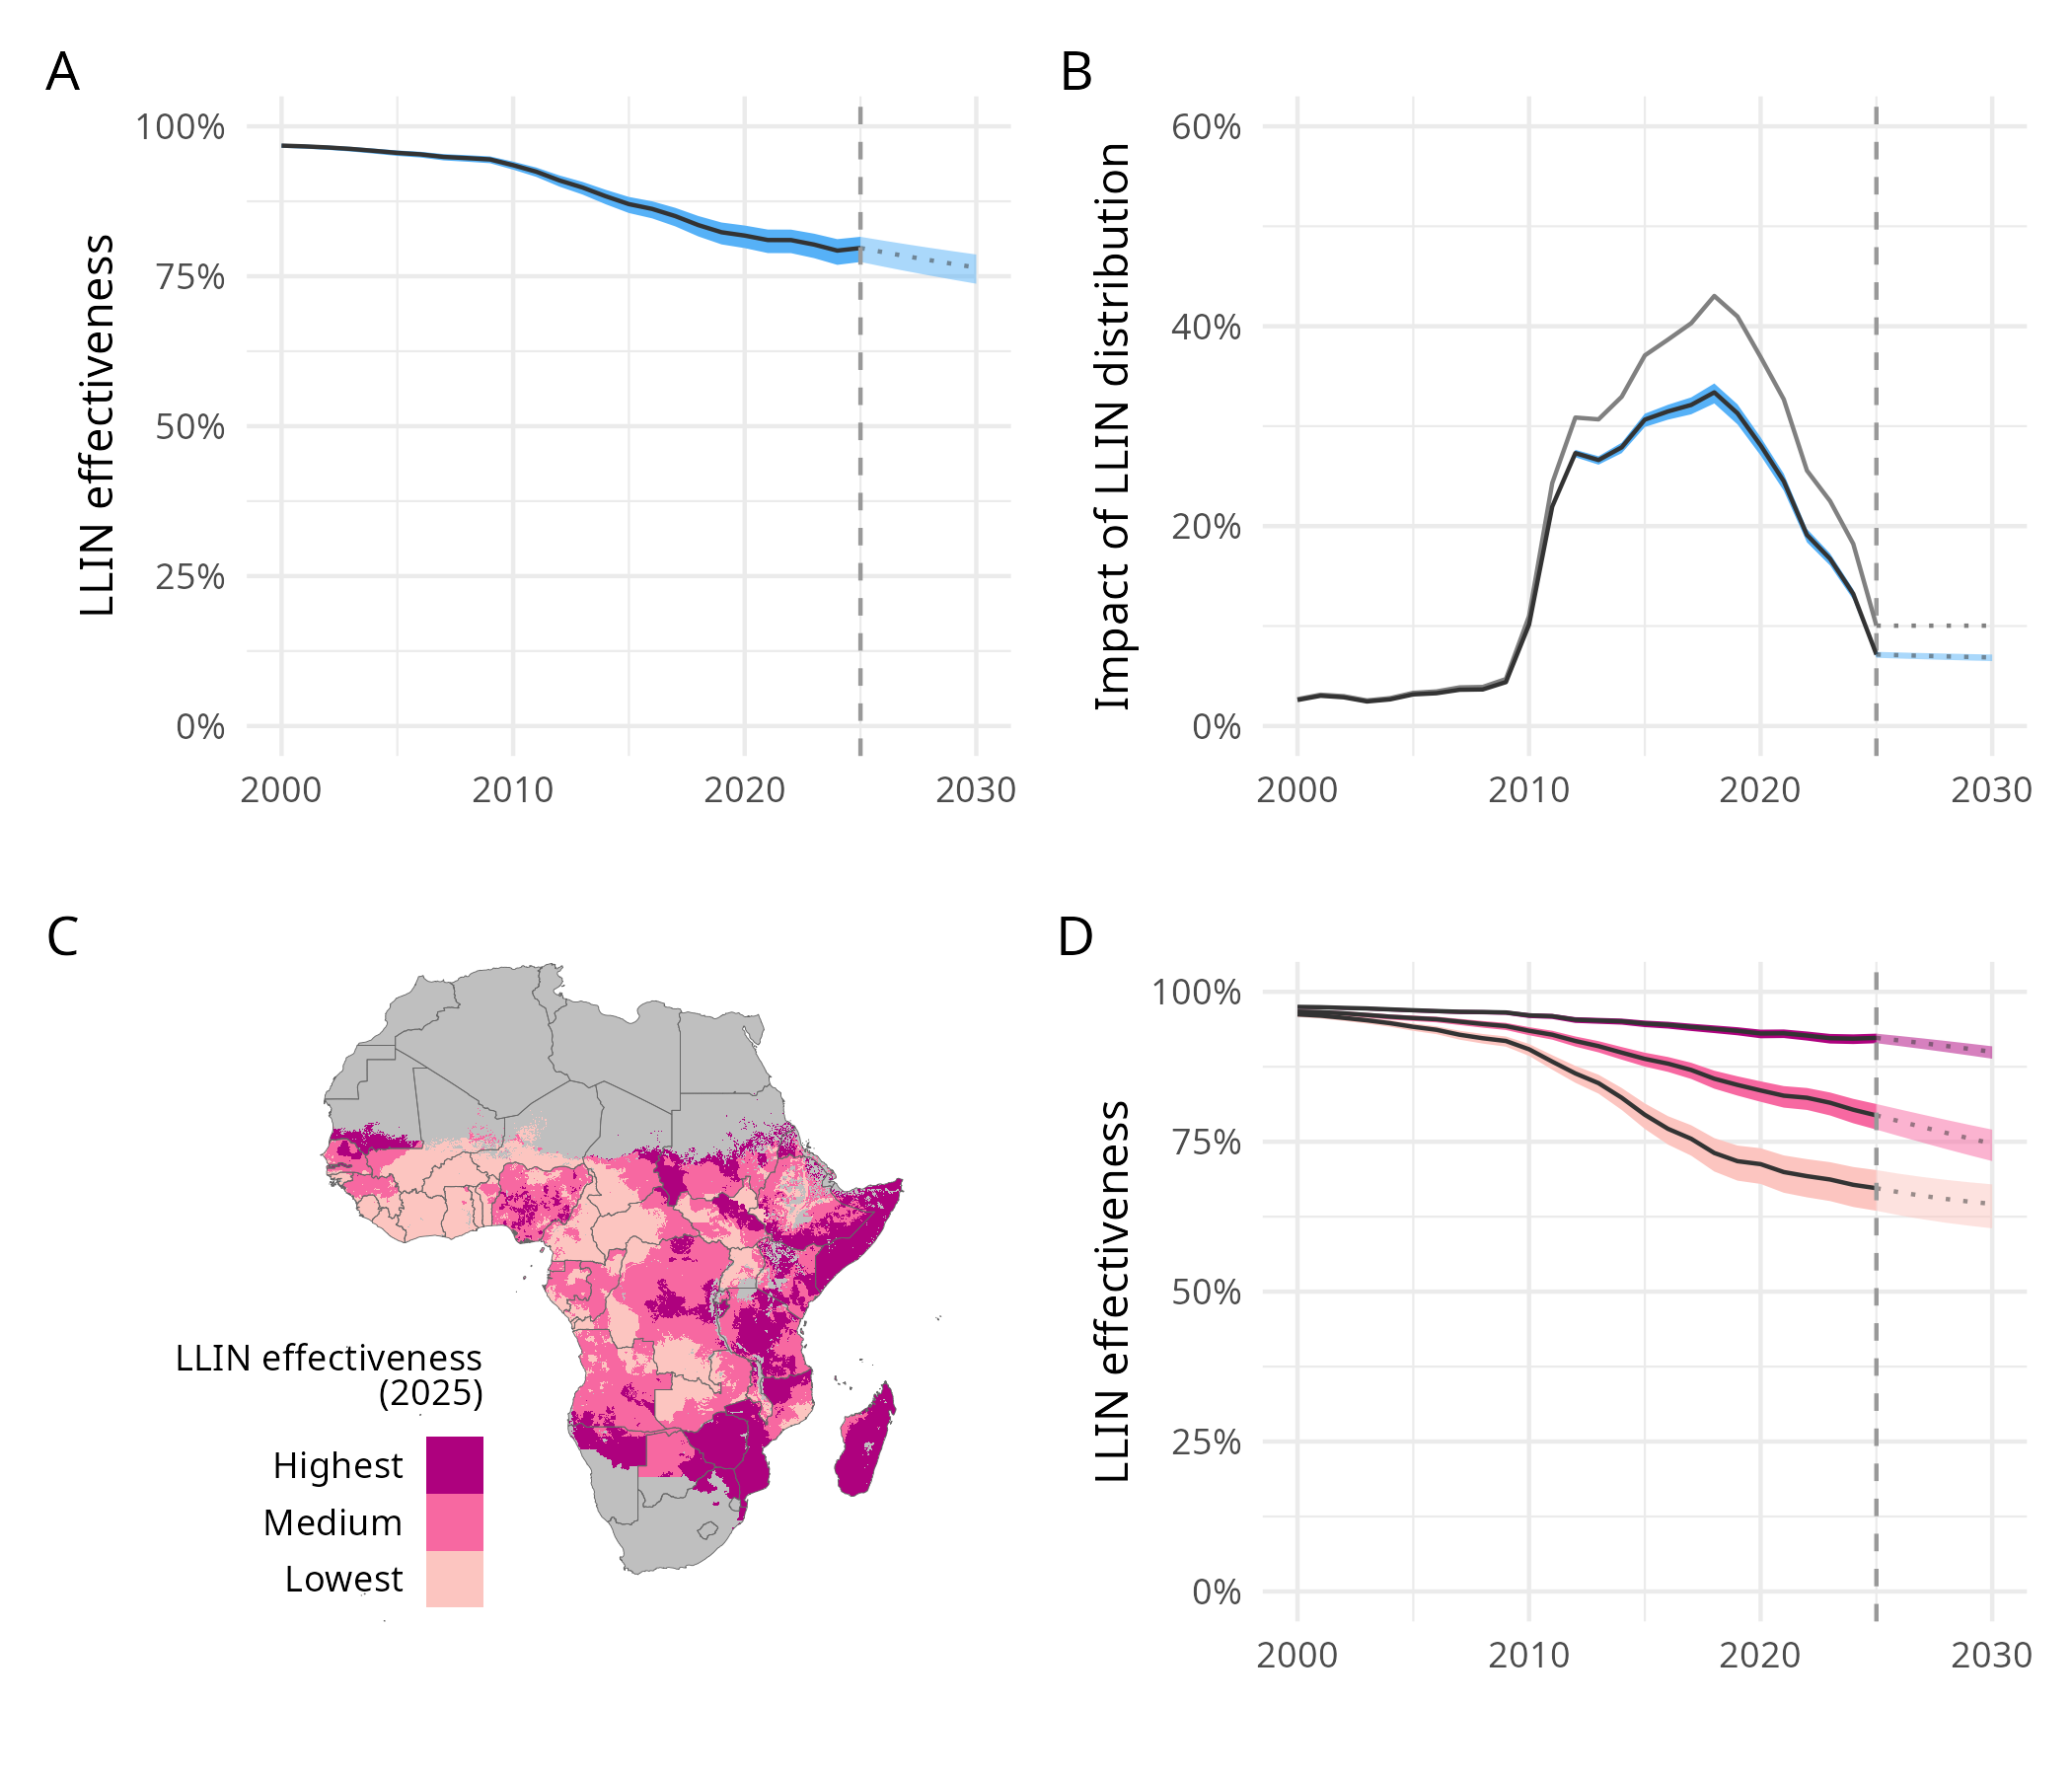 A
LLIN effectiveness
100%
75%
50%
25%
0%
2000 2010 2020 2030
B
Impact of LLIN distribution
60%
40%
20%
0%
2000 2010 2020 2030
C
LLIN effectiveness
(2025)
Highest
Medium
Lowest
D
LLIN effectiveness
100%
75%
50%
25%
0%
2000 2010 2020 2030